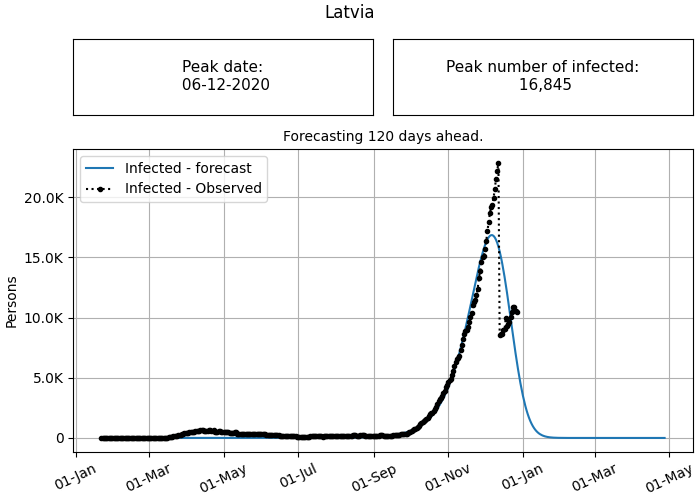 Latvia
Peak date:
06-12-2020
Peak number of infected:
16,845
Forecasting 120 days ahead.
Infected - forecast
Infected - Observed
Persons
20.0K
15.0K
10.0K
5.0K
0
01-Jan
01-Mar
01-May
01-Jul
01-Sep
01-Nov
01-Jan
01-Mar
01-May